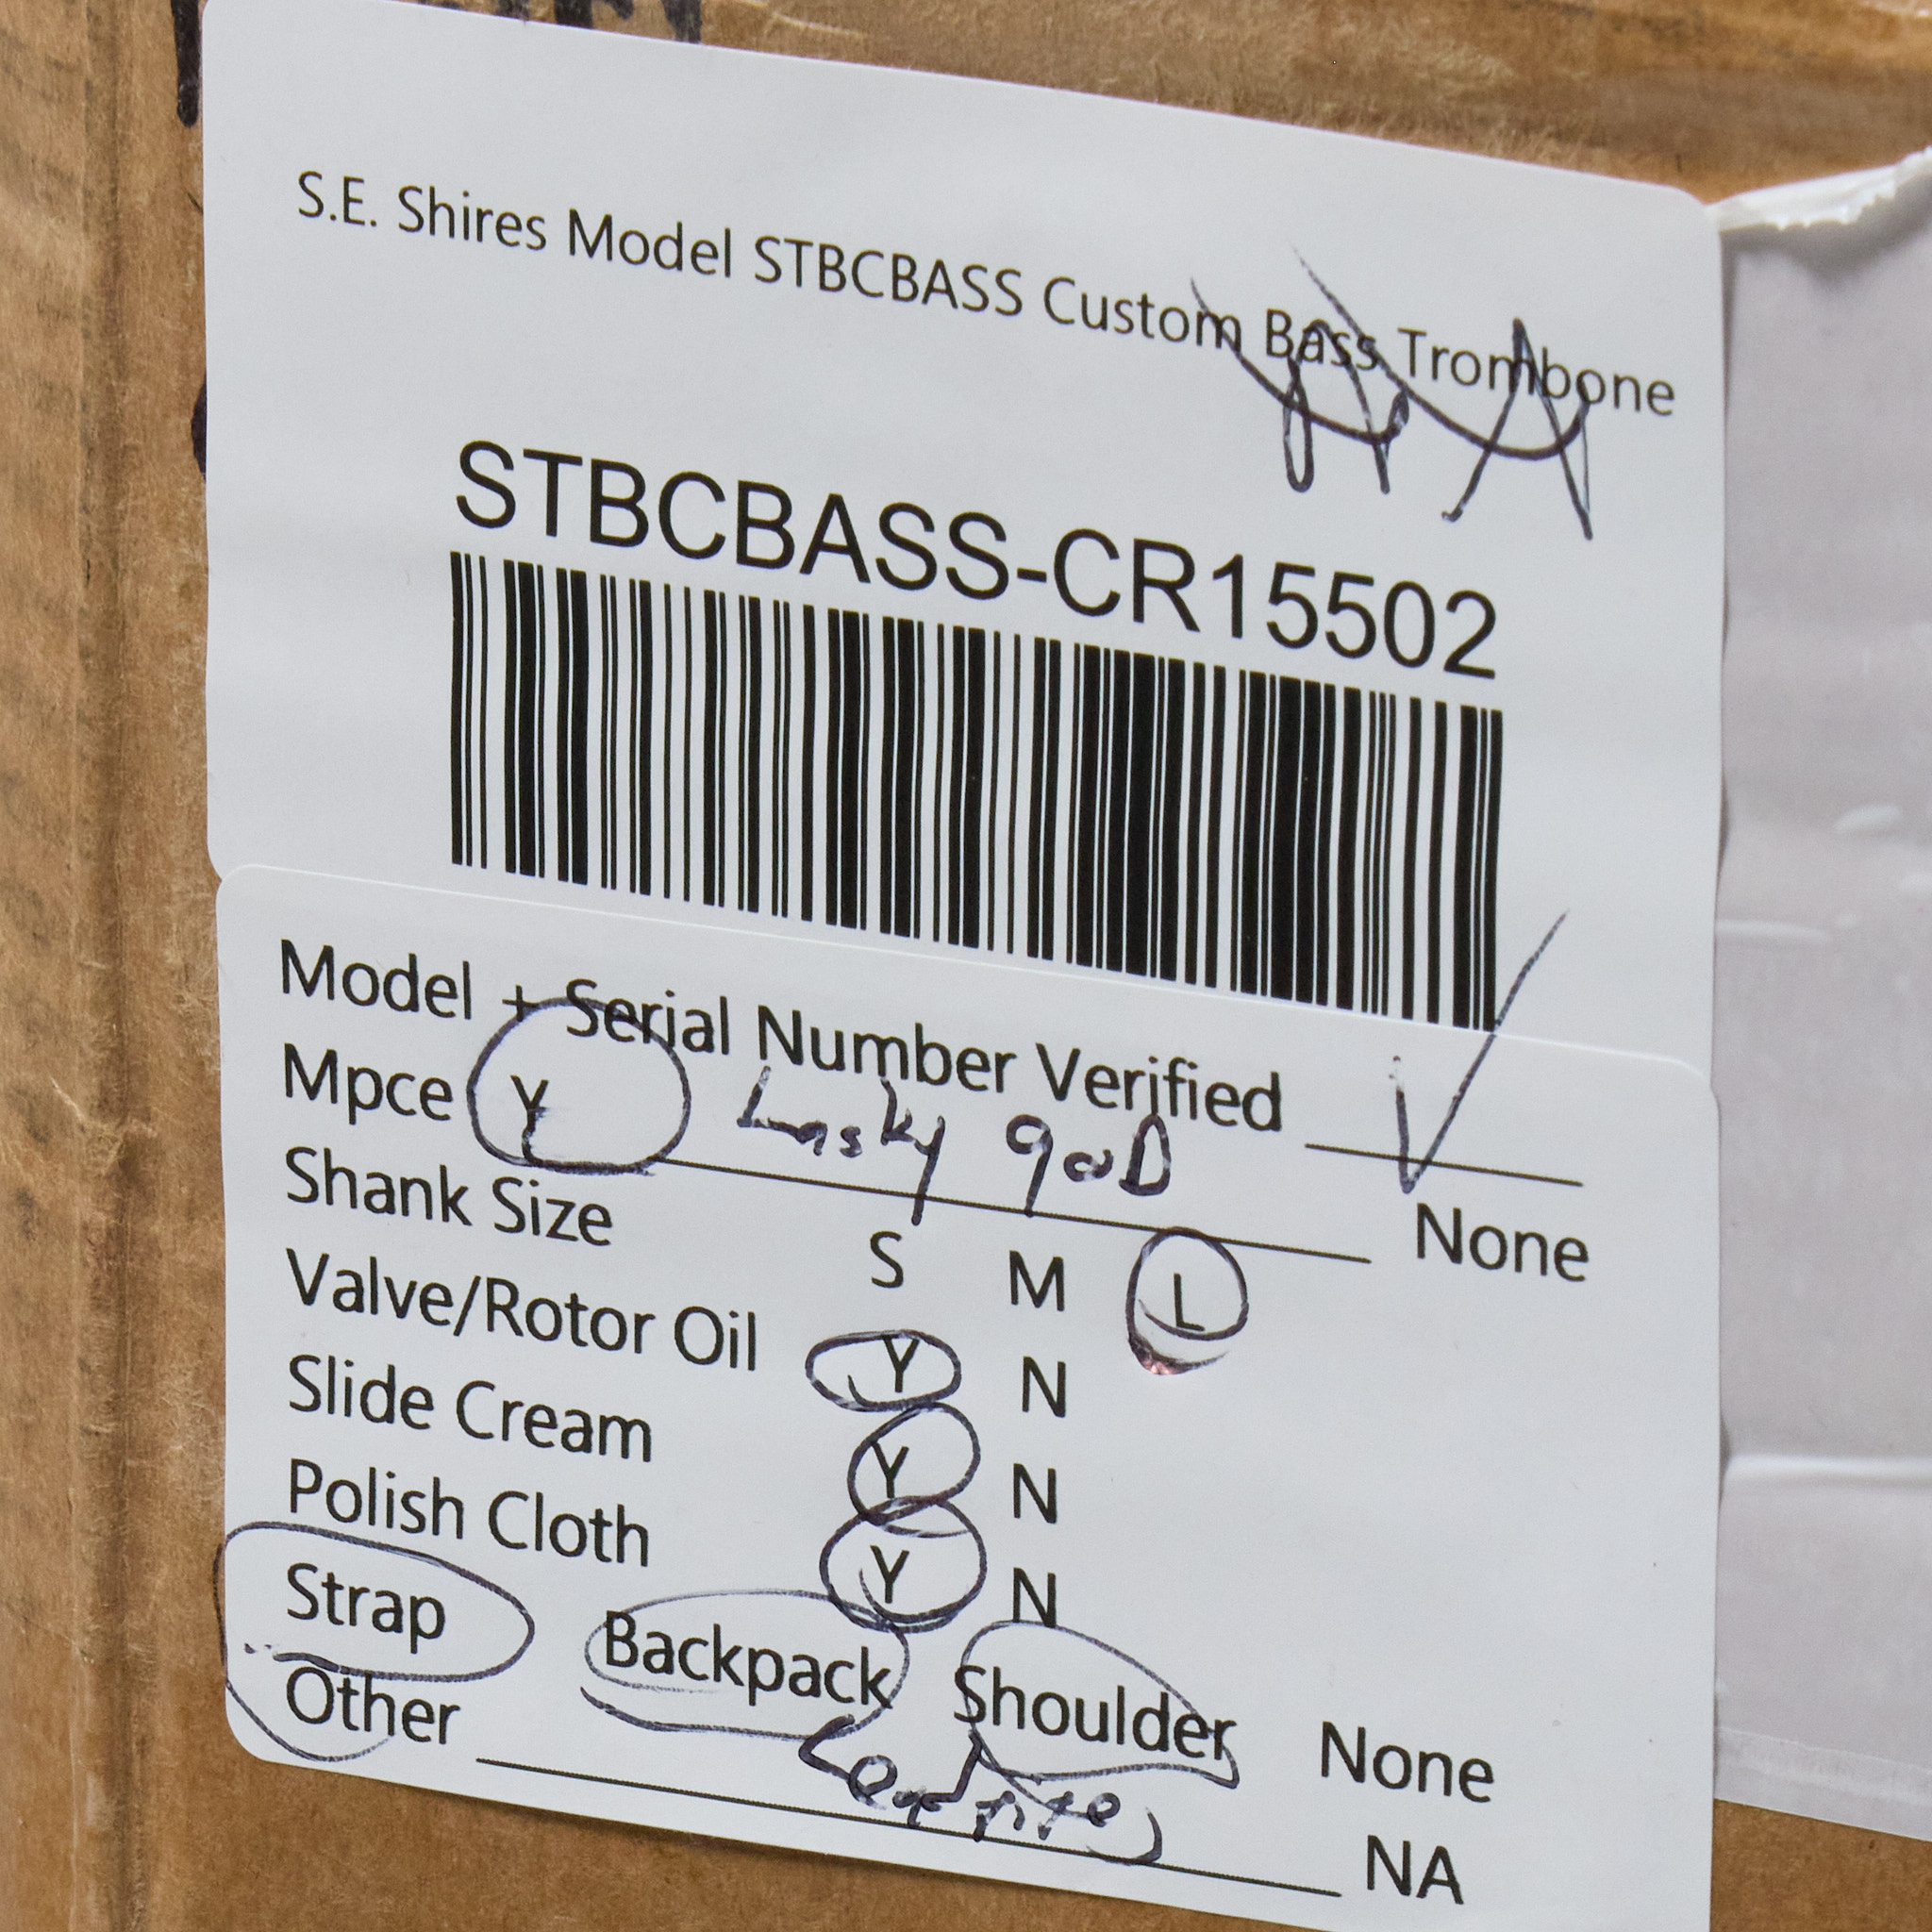 S.E. Shires Model STBCBASS Custom Bass Trombone
STBCBASS-CR15502
Model + Serial Number Verified ✓
Mpce Y Lasky 90D None
Shank Size S M L
Valve/Rotor Oil Y N
Slide Cream Y N
Polish Cloth Y N
Strap Backpack Shoulder None
Other Leadpipes NA